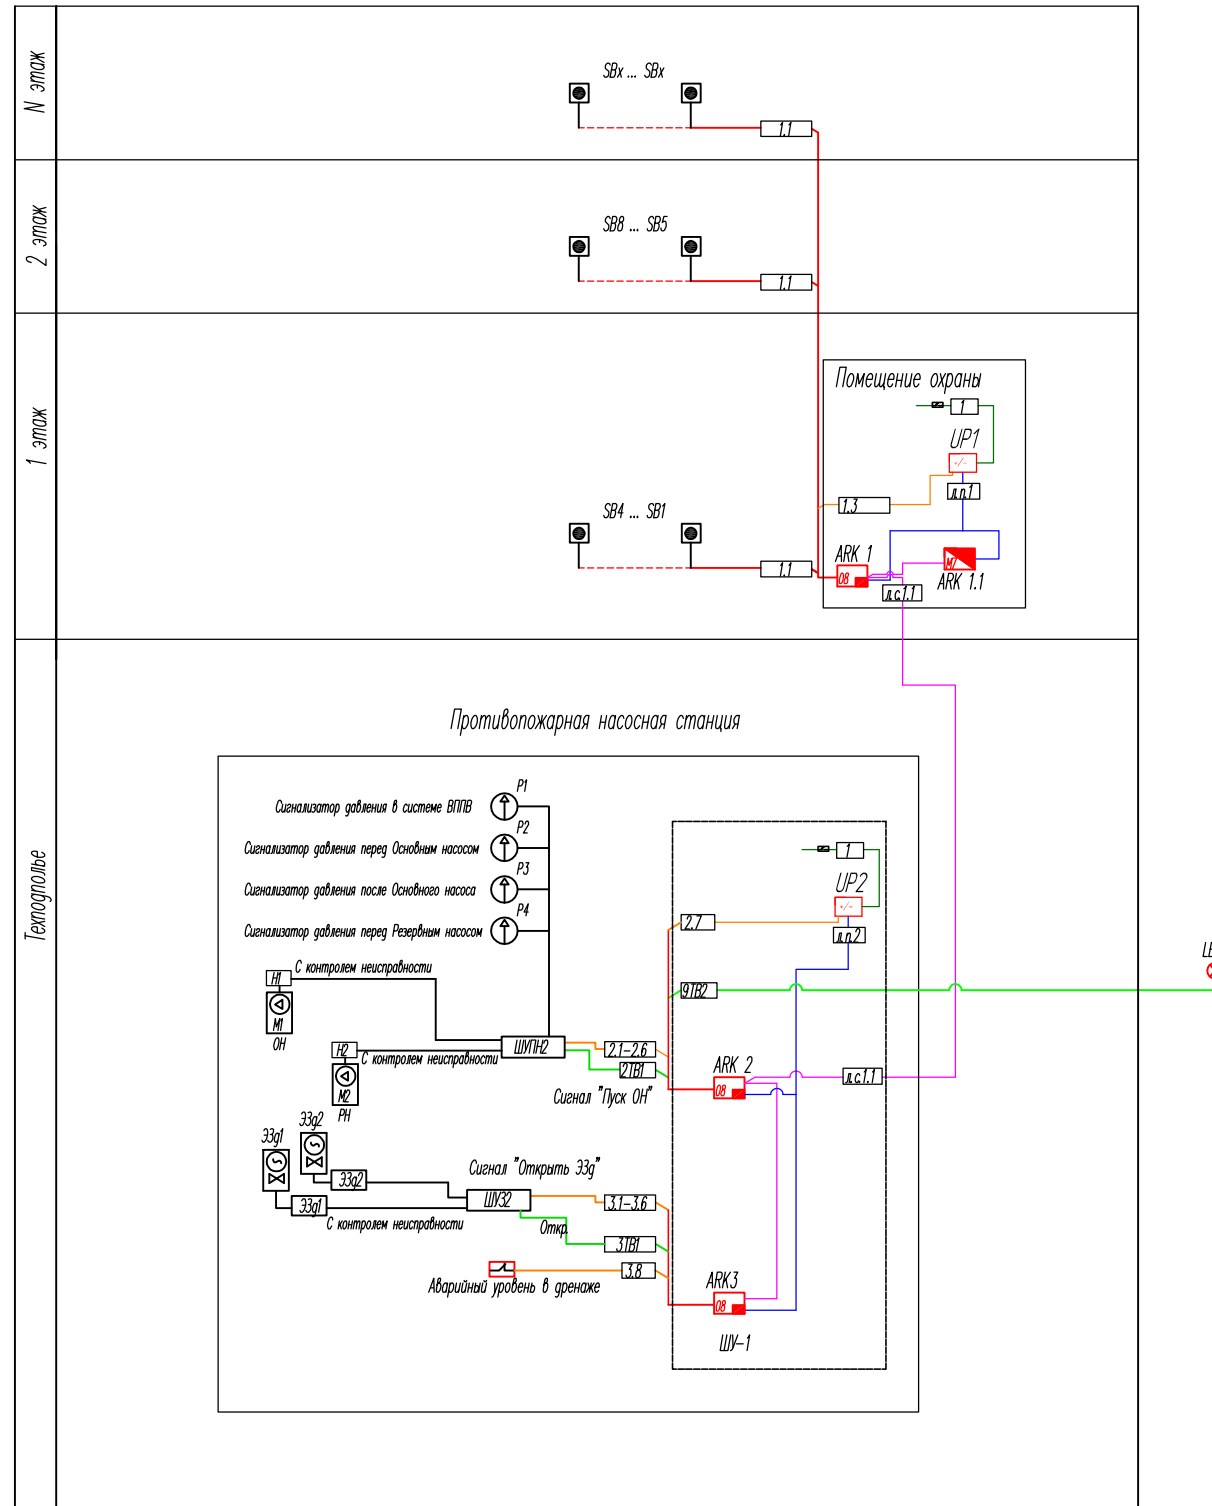 N этаж
SBx ... SBx
1.1
2 этаж
SB8 ... SB5
1.1
1 этаж
Помещение охраны
1
UP1
+/-
л.п.1
1.3
SB4 ... SB1
1.1
ARK 1
08
М7
ARK 1.1
л.с.1.1
Техподполье
Противопожарная насосная станция
P1
Сигнализатор давления в системе ВППВ
P2
Сигнализатор давления перед Основным насосом
P3
Сигнализатор давления после Основного насоса
P4
Сигнализатор давления перед Резервным насосом
1
UP2
+/-
2.7
л.п.2
Н1
С контролем неисправности
М1
ОН
9ТВ2
Н2
С контролем неисправности
М2
РН
ШУПН2
2.1-2.6
2ТВ1
Сигнал "Пуск ОН"
ARK 2
08
л.с.1.1
ЭЗд1
ЭЗд2
ЭЗд2
ЭЗд1
С контролем неисправности
Сигнал "Открыть ЭЗд"
ШУЗ2
3.1-3.6
Откр.
3ТВ1
3.8
Аварийный уровень в дренаже
ARK3
08
ШУ-1